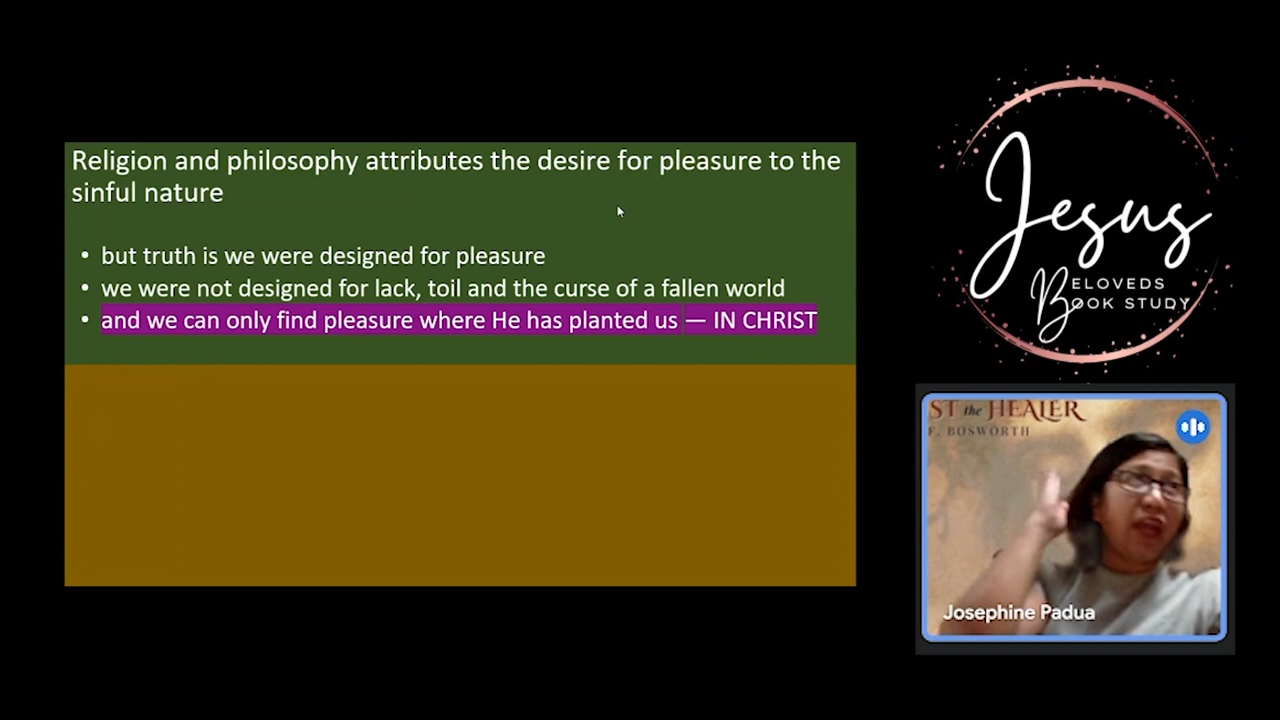 Religion and philosophy attributes the desire for pleasure to the
sinful nature
• but truth is we were designed for pleasure
• we were not designed for lack, toil and the curse of a fallen world
• and we can only find pleasure where He has planted us — IN CHRIST
Jesus
BELOVEDS
BOOK STUDY
ST the HEALER
F. BOSWORTH
Josephine Padua